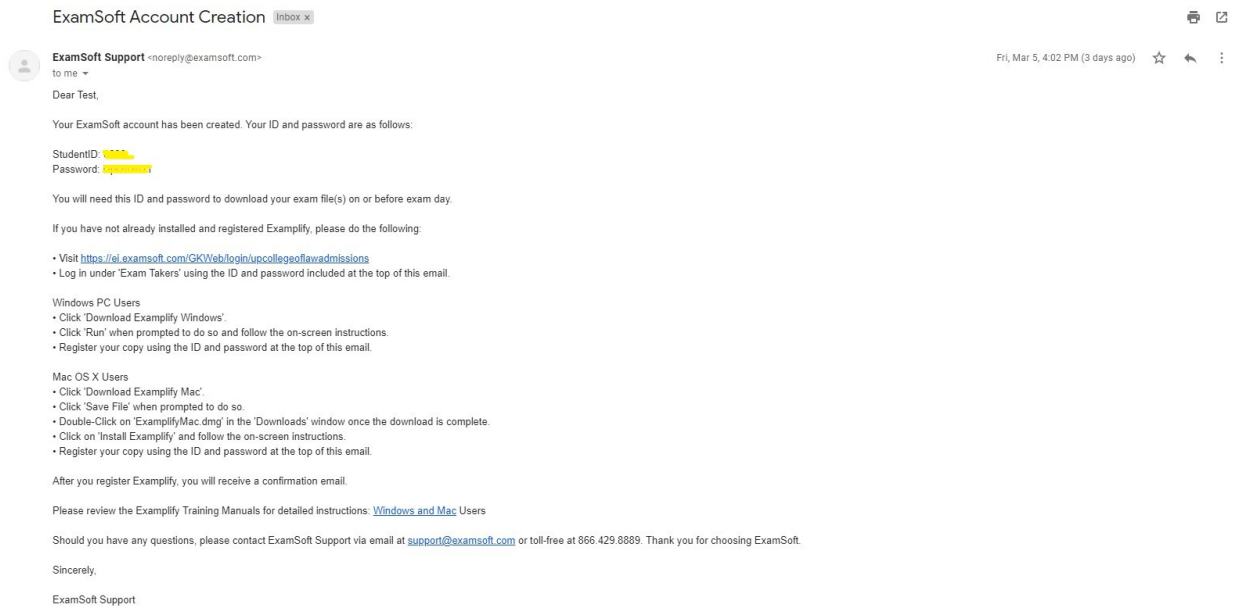 ExamSoft Account Creation Inbox x
ExamSoft Support <noreply@examsoft.com>
Fri, Mar 5, 4:02 PM (3 days ago)
to me
Dear Test,
Your ExamSoft account has been created. Your ID and password are as follows:
StudentID:
Password:
You will need this ID and password to download your exam file(s) on or before exam day.
If you have not already installed and registered Examplify, please do the following:
• Visit https://ei.examsoft.com/GKWeb/login/upcollegeoflawadmissions
• Log in under 'Exam Takers' using the ID and password included at the top of this email.
Windows PC Users
• Click 'Download Examplify Windows'.
• Click 'Run' when prompted to do so and follow the on-screen instructions.
• Register your copy using the ID and password at the top of this email.
Mac OS X Users
• Click 'Download Examplify Mac'.
• Click 'Save File' when prompted to do so.
• Double-Click on 'ExamplifyMac.dmg' in the 'Downloads' window once the download is complete.
• Click on 'Install Examplify' and follow the on-screen instructions.
• Register your copy using the ID and password at the top of this email.
After you register Examplify, you will receive a confirmation email.
Please review the Examplify Training Manuals for detailed instructions: Windows and Mac Users
Should you have any questions, please contact ExamSoft Support via email at support@examsoft.com or toll-free at 866.429.8889. Thank you for choosing ExamSoft.
Sincerely,
ExamSoft Support